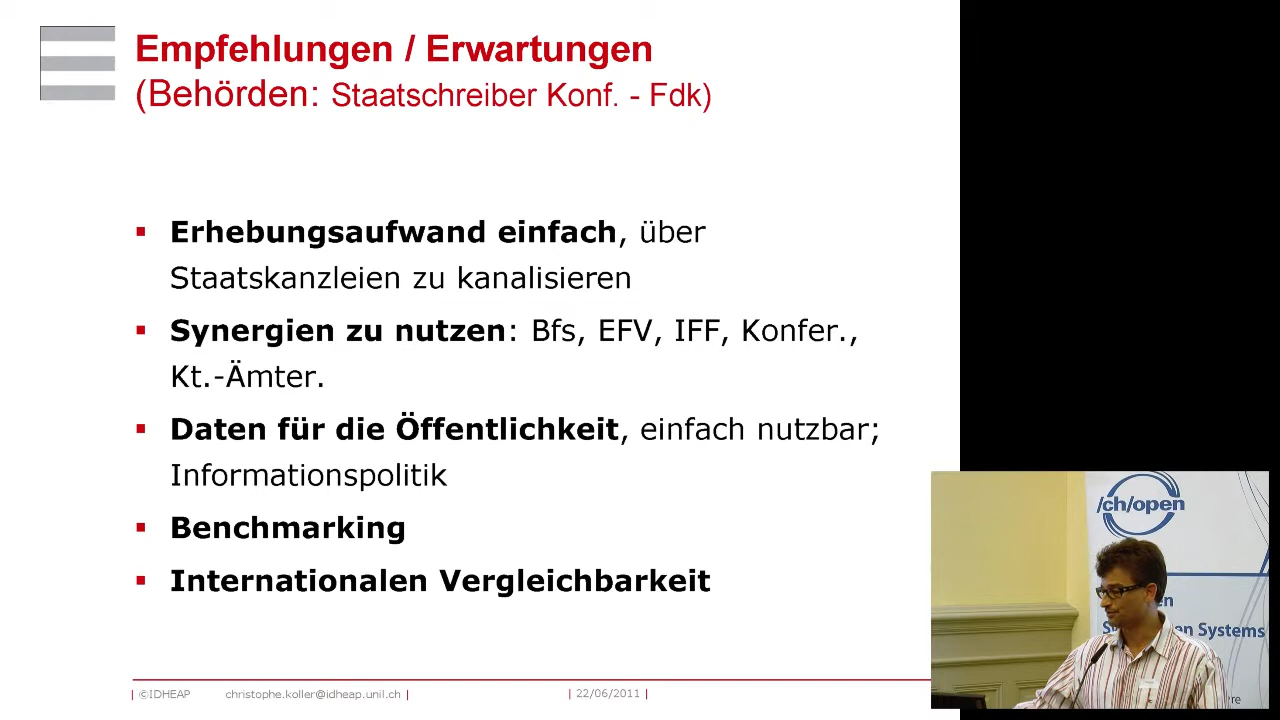 Empfehlungen / Erwartungen
(Behörden: Staatschreiber Konf. - Fdk)
▪ Erhebungsaufwand einfach, über
Staatskanzleien zu kanalisieren
▪ Synergien zu nutzen: Bfs, EFV, IFF, Konfer.,
Kt.-Ämter.
▪ Daten für die Öffentlichkeit, einfach nutzbar;
Informationspolitik
▪ Benchmarking
▪ Internationalen Vergleichbarkeit
| ©IDHEAP christophe.koller@idheap.unil.ch | | 22/06/2011 |
/ch/open
Systems